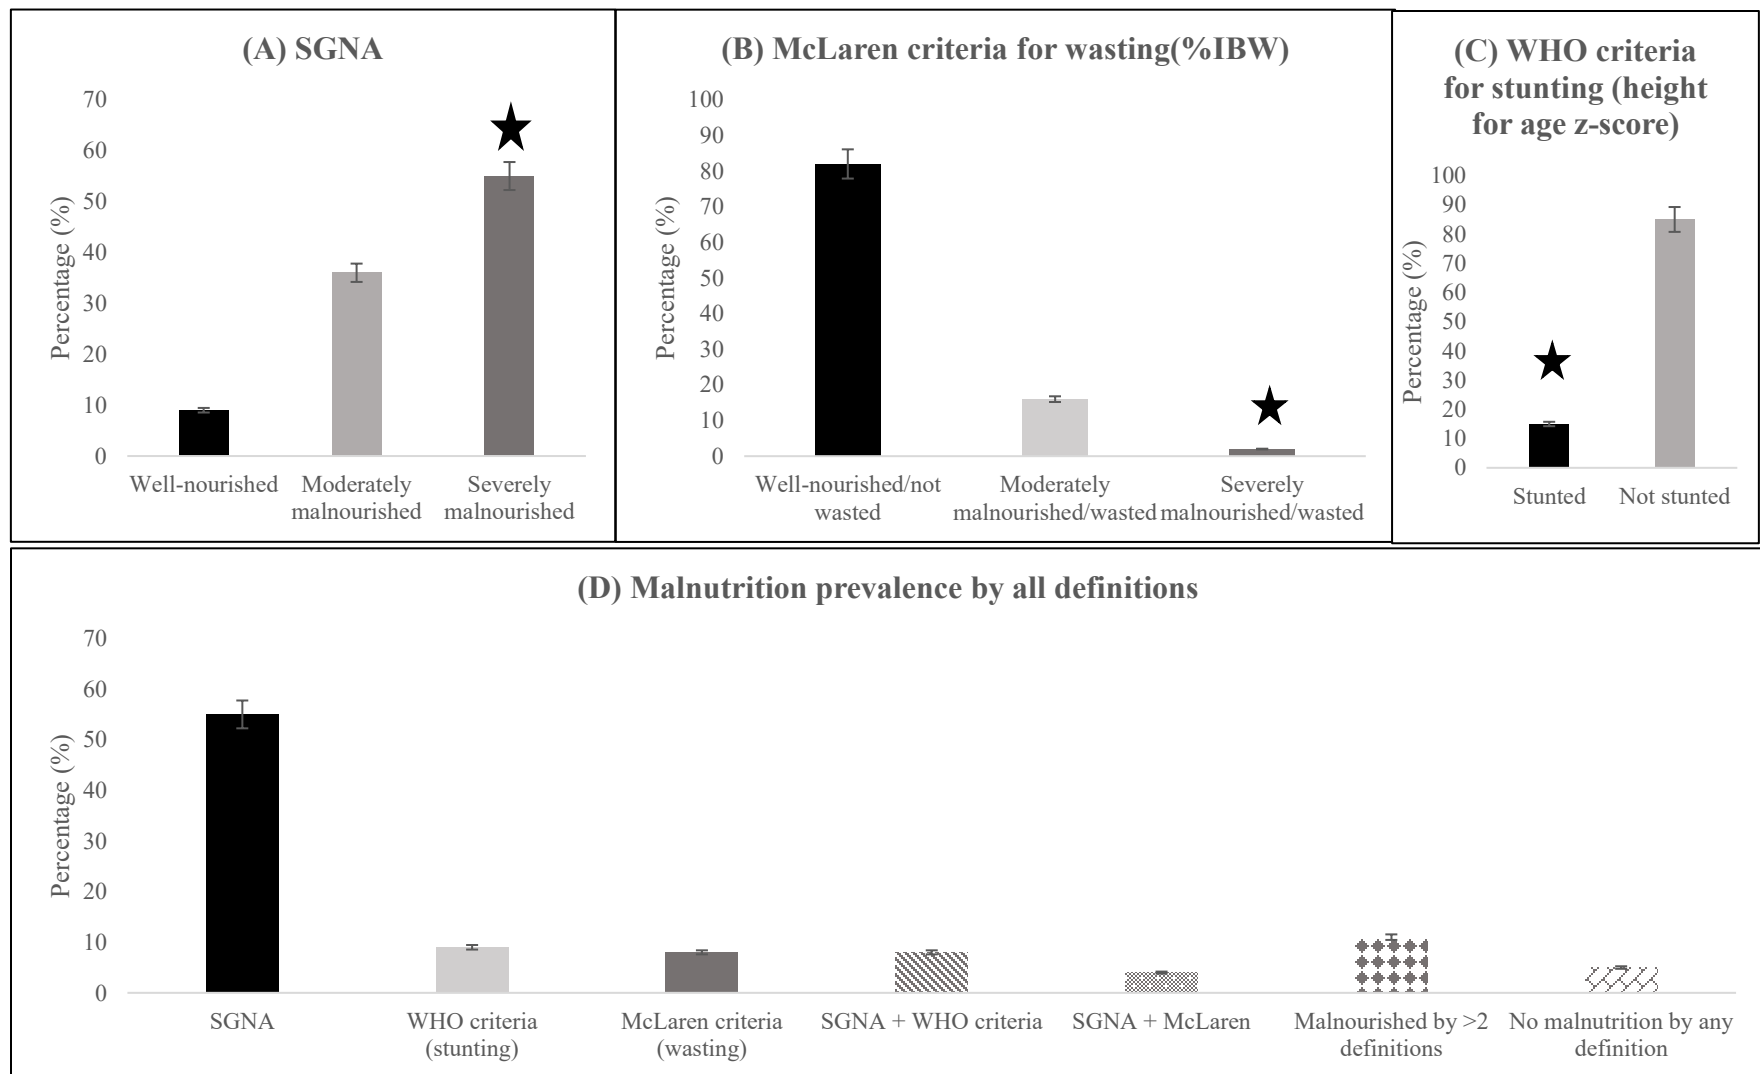 (A) SGNA
Percentage (%)
70
60
50
40
30
20
10
0
Well-nourished
Moderately
malnourished
Severely
malnourished
(B) McLaren criteria for wasting(%IBW)
Percentage (%)
100
90
80
70
60
50
40
30
20
10
0
Well-nourished/not
wasted
Moderately
malnourished/wasted
Severely
malnourished/wasted
(C) WHO criteria
for stunting (height
for age z-score)
Percentage (%)
100
90
80
70
60
50
40
30
20
10
0
Stunted
Not stunted
(D) Malnutrition prevalence by all definitions
Percentage (%)
70
60
50
40
30
20
10
0
SGNA
WHO criteria
(stunting)
McLaren criteria
(wasting)
SGNA + WHO criteria
SGNA + McLaren
Malnourished by >2
definitions
No malnutrition by any
definition